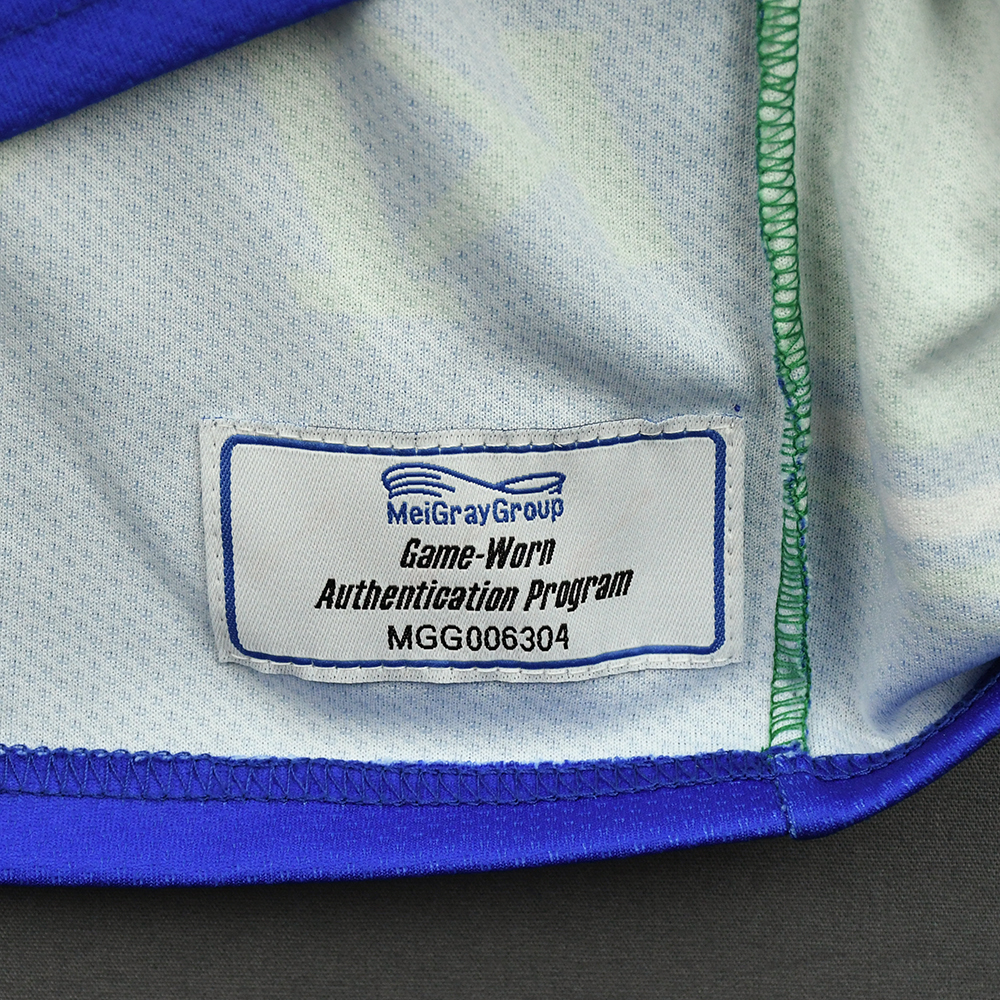 MeiGrayGroup
Game-Worn
Authentication Program
MGG006304